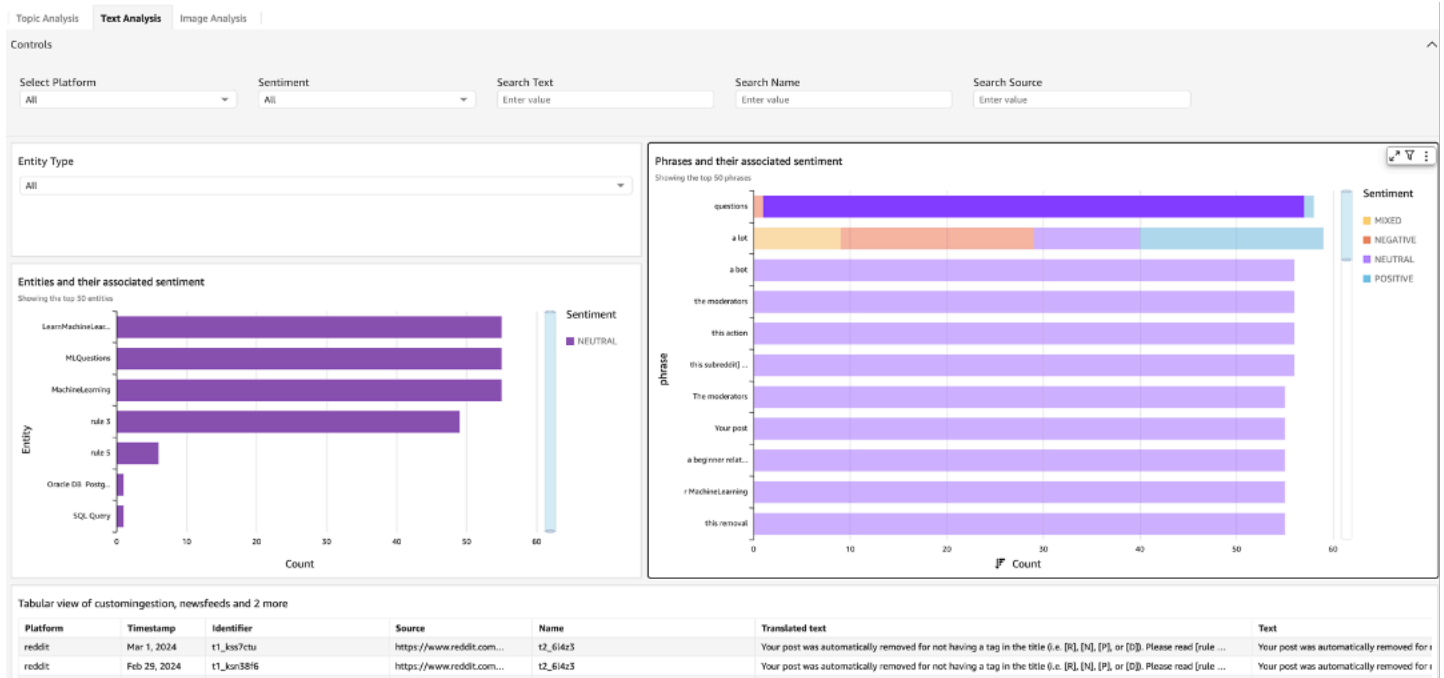 Topic Analysis Text Analysis Image Analysis
Controls
Select Platform Sentiment Search Text Search Name Search Source
All All Enter value Enter value Enter value
Entity Type
All
Entities and their associated sentiment
Showing the top 50 entities
Sentiment
NEUTRAL
LearnMachineLear...
MLQuestions
MachineLearning
rule 3
rule 5
Oracle DB Postg...
SQL Query
Entity
0 10 20 30 40 50 60
Count
Phrases and their associated sentiment
Showing the top 50 phrases
Sentiment
MIXED
NEGATIVE
NEUTRAL
POSITIVE
questions
a lot
a bot
the moderators
this action
this subreddit] ...
The moderators
Your post
a beginner relat...
r MachineLearning
this removal
phrase
0 10 20 30 40 50 60
Count
Tabular view of customingestion, newsfeeds and 2 more
Platform Timestamp Identifier Source Name Translated text Text
reddit Mar 1, 2024 t1_kss7ctu https://www.reddit.com... t2_6l4z3 Your post was automatically removed for not having a tag in the title (i.e. [R], [N], [P], or [D]). Please read [rule ... Your post was automatically removed for
reddit Feb 29, 2024 t1_ksn38f6 https://www.reddit.com... t2_6l4z3 Your post was automatically removed for not having a tag in the title (i.e. [R], [N], [P], or [D]). Please read [rule ... Your post was automatically removed for